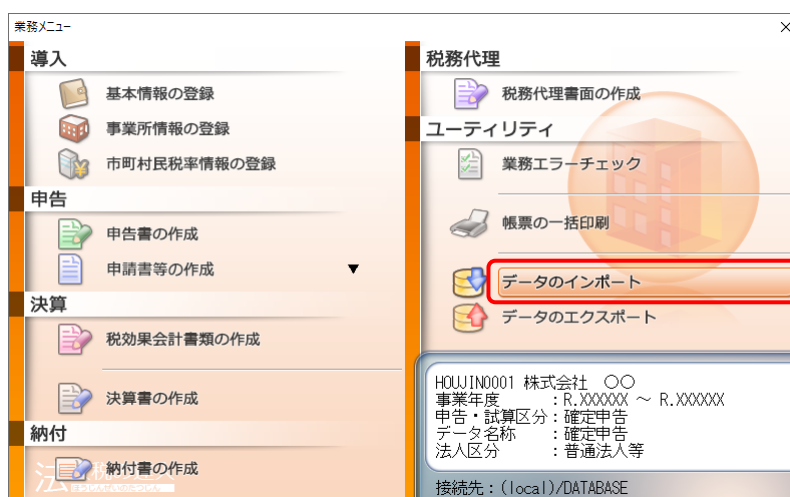 業務メニュー
導入
基本情報の登録
事業所情報の登録
市町村民税率情報の登録
申告
申告書の作成
申請書等の作成 ▼
決算
税効果会計書類の作成
決算書の作成
納付
納付書の作成
税務代理
税務代理書面の作成
ユーティリティ
業務エラーチェック
帳票の一括印刷
データのインポート
データのエクスポート
HOUJIN0001 株式会社 〇〇
事業年度 :R.XXXXXX ～ R.XXXXXX
申告・試算区分:確定申告
データ名称 :確定申告
法人区分 :普通法人等
接続先:(local)/DATABASE